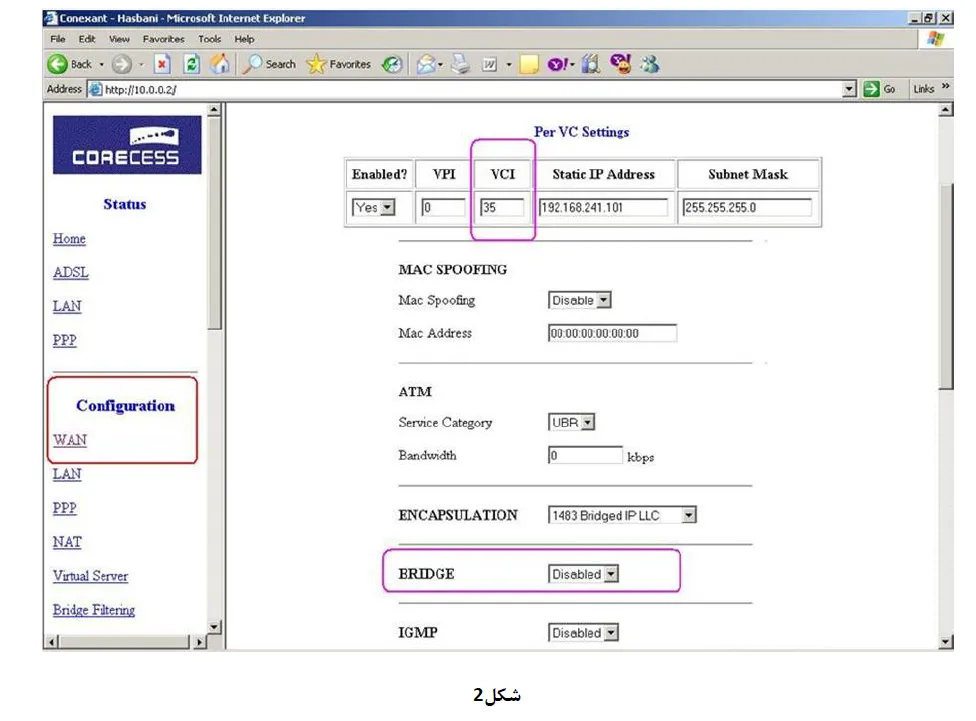 Conexant - Hasbani - Microsoft Internet Explorer
File Edit View Favorites Tools Help
Back Search Favorites
Address http://10.0.0.2/ Go Links »
CORECESS
Status
Home
ADSL
LAN
PPP
Configuration
WAN
LAN
PPP
NAT
Virtual Server
Bridge Filtering
Per VC Settings
Enabled? VPI VCI Static IP Address Subnet Mask
Yes 0 35 192.168.241.101 255.255.255.0
MAC SPOOFING
Mac Spoofing Disable
Mac Address 00:00:00:00:00:00
ATM
Service Category UBR
Bandwidth 0 kbps
ENCAPSULATION 1483 Bridged IP LLC
BRIDGE Disabled
IGMP Disabled
شکل2